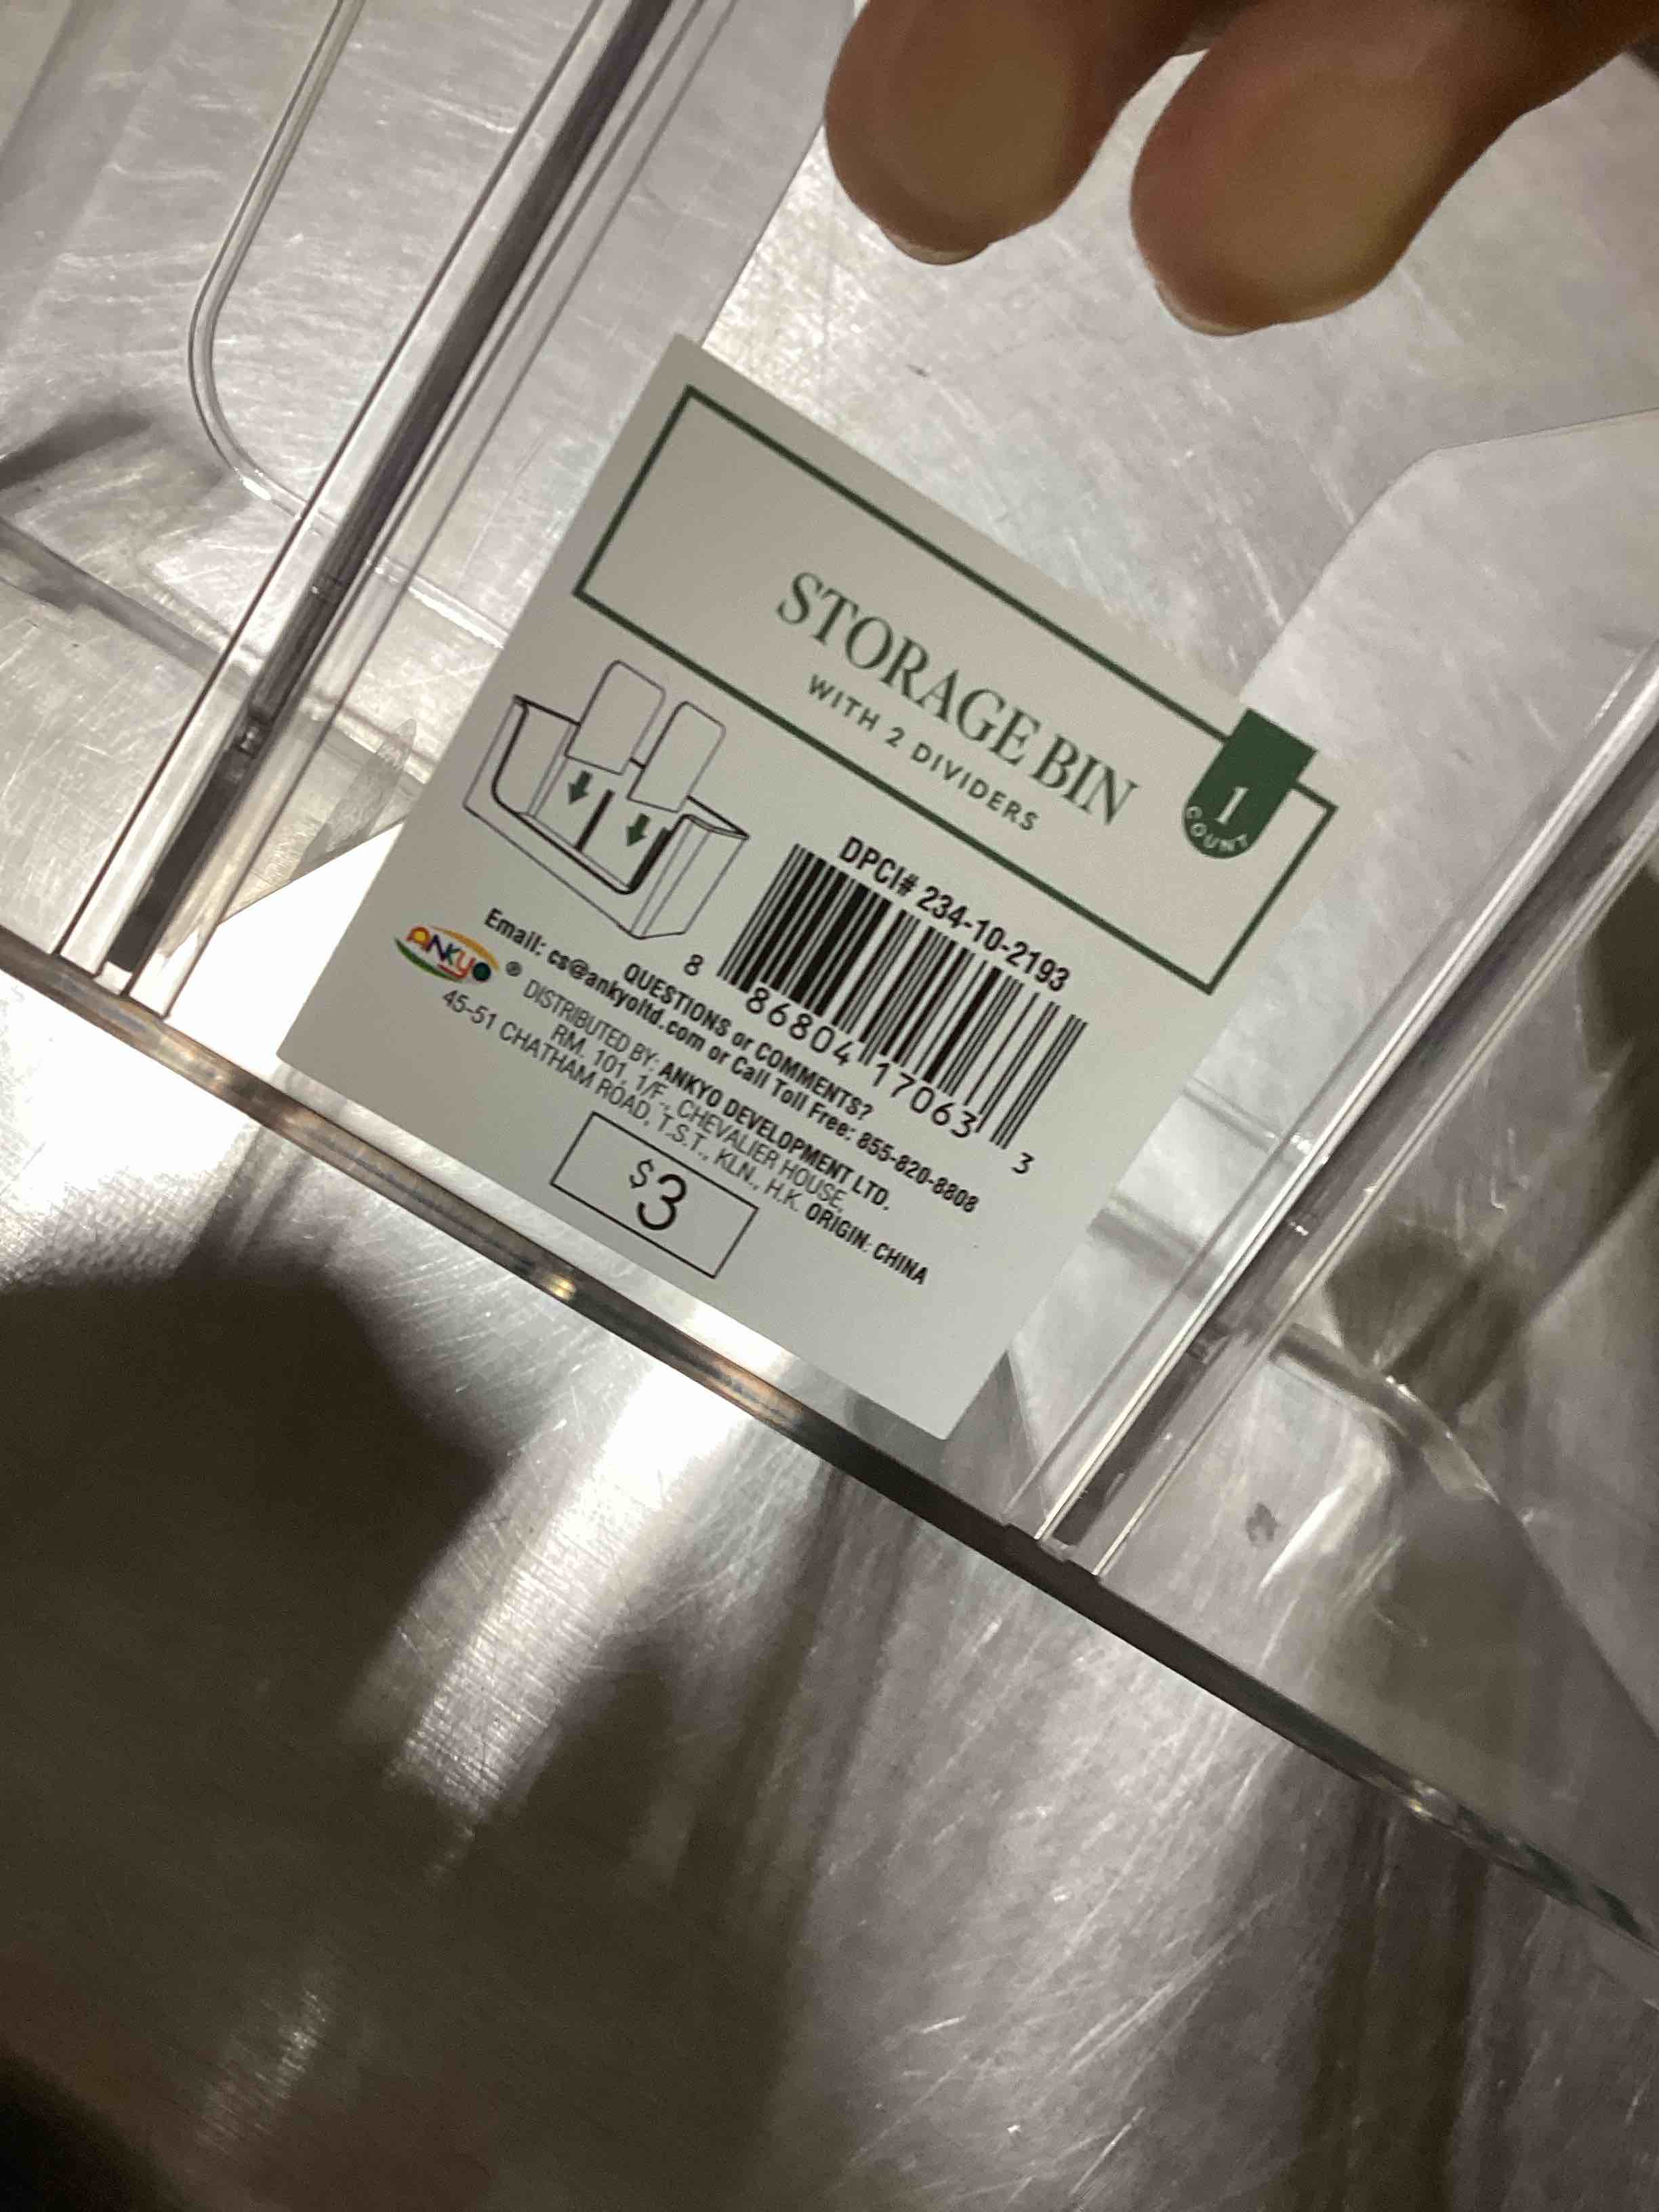 STORAGE BIN
WITH 2 DIVIDERS
1
COUNT
DPCI# 234-10-2193
8 86804 17063 3
QUESTIONS or COMMENTS?
Email: cs@ankyoltd.com or Call Toll Free: 855-820-8808
ANKYO ® DISTRIBUTED BY: ANKYO DEVELOPMENT LTD.
RM. 101, 1/F., CHEVALIER HOUSE,
45-51 CHATHAM ROAD, T.S.T., KLN., H.K. ORIGIN: CHINA
$3